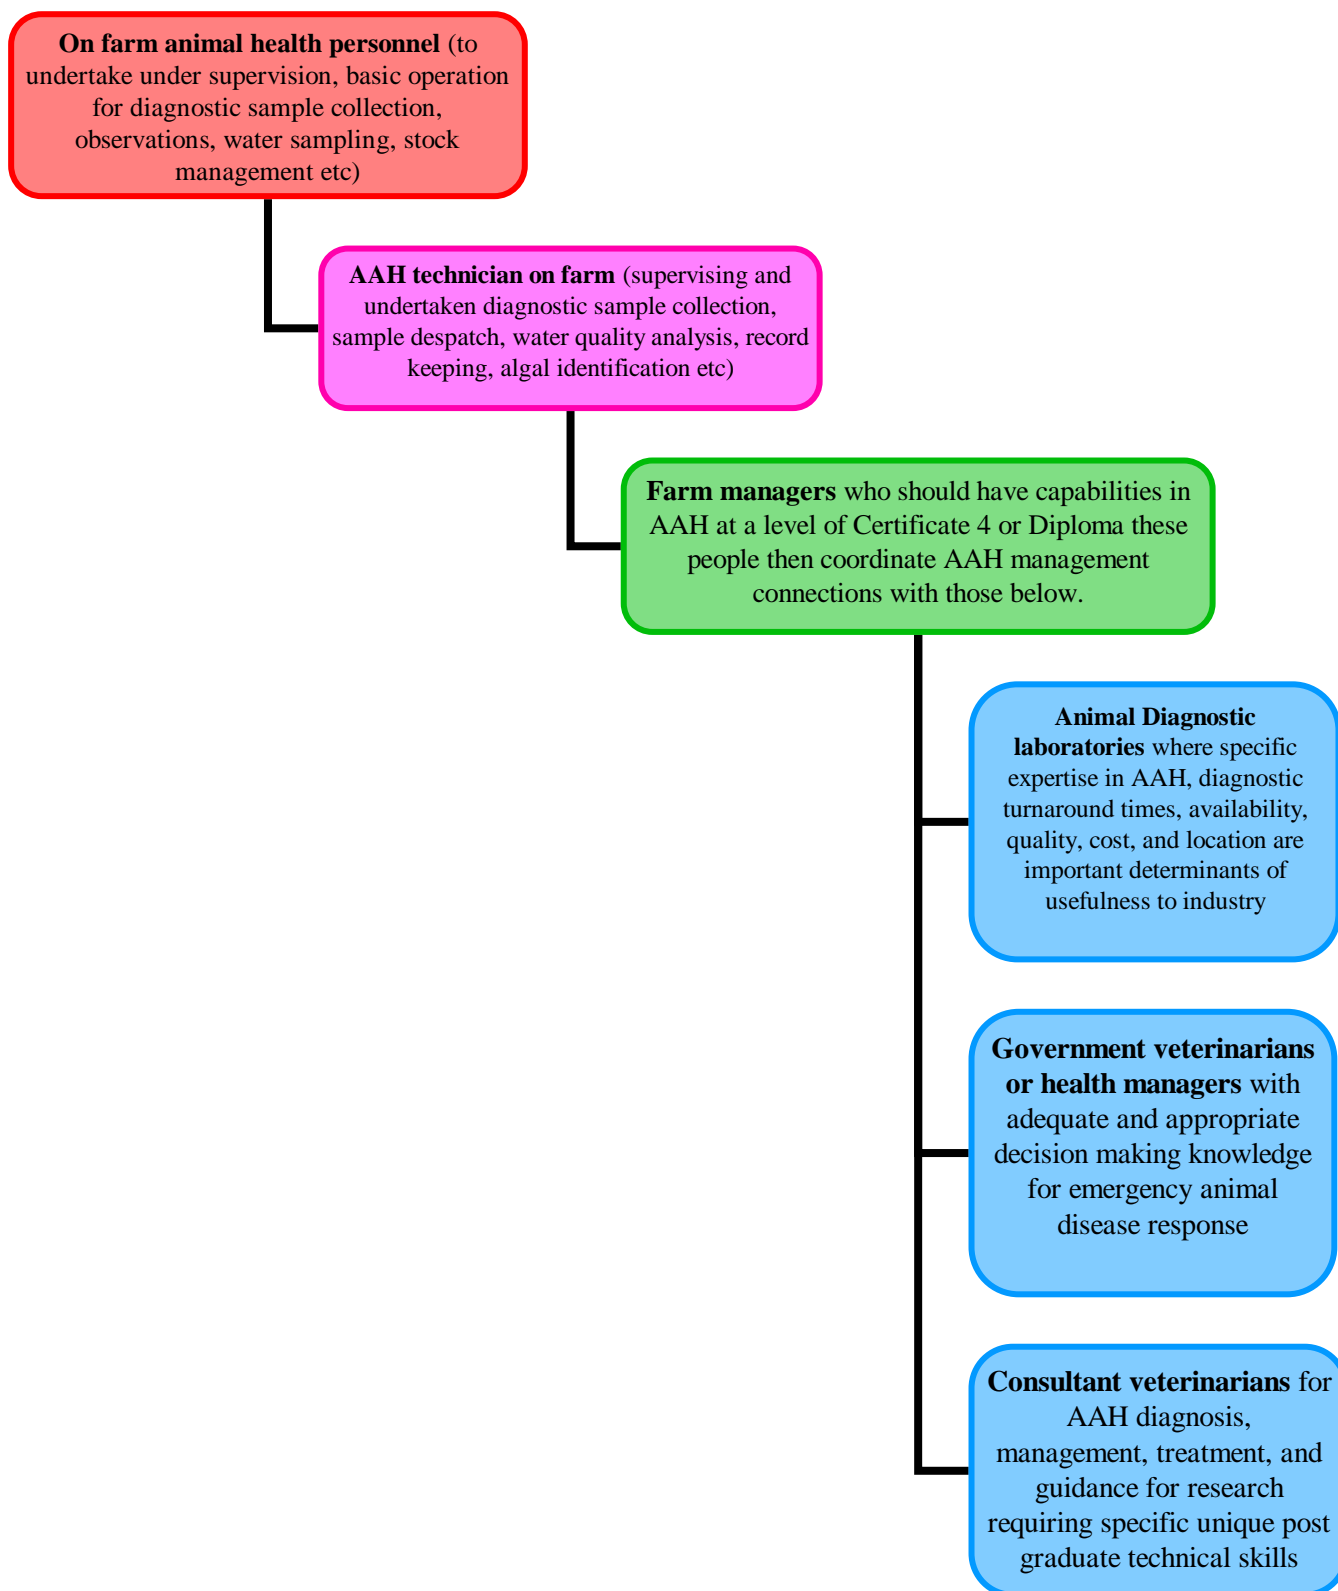 On farm animal health personnel (to
undertake under supervision, basic operation
for diagnostic sample collection,
observations, water sampling, stock
management etc)
AAH technician on farm (supervising and
undertaken diagnostic sample collection,
sample despatch, water quality analysis, record
keeping, algal identification etc)
Farm managers who should have capabilities in
AAH at a level of Certificate 4 or Diploma these
people then coordinate AAH management
connections with those below.
Animal Diagnostic
laboratories where specific
expertise in AAH, diagnostic
turnaround times, availability,
quality, cost, and location are
important determinants of
usefulness to industry
Government veterinarians
or health managers with
adequate and appropriate
decision making knowledge
for emergency animal
disease response
Consultant veterinarians for
AAH diagnosis,
management, treatment, and
guidance for research
requiring specific unique post
graduate technical skills